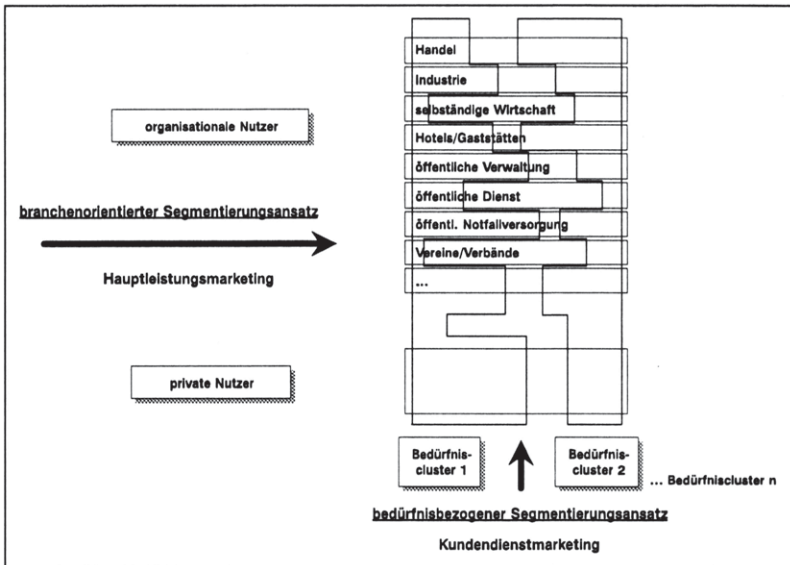 Handel
Industrie
selbständige Wirtschaft
Hotels/Gaststätten
öffentliche Verwaltung
öffentliche Dienst
öffentl. Notfallversorgung
Vereine/Verbände
...
organisationale Nutzer
branchenorientierter Segmentierungsansatz
Hauptleistungsmarketing
private Nutzer
Bedürfnis-
cluster 1
Bedürfnis-
cluster 2
... Bedürfniscluster n
bedürfnisbezogener Segmentierungsansatz
Kundendienstmarketing